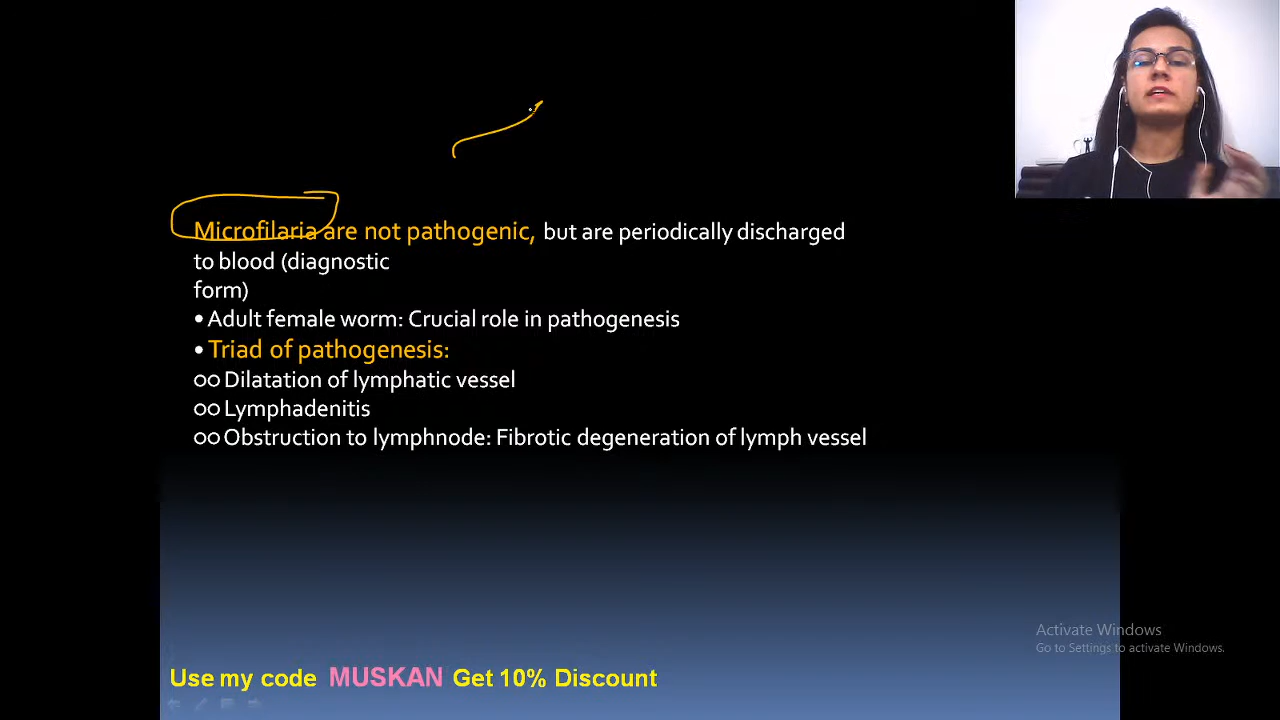 Microfilaria are not pathogenic, but are periodically discharged
to blood (diagnostic
form)
• Adult female worm: Crucial role in pathogenesis
• Triad of pathogenesis:
○○ Dilatation of lymphatic vessel
○○ Lymphadenitis
○○ Obstruction to lymphnode: Fibrotic degeneration of lymph vessel
Activate Windows
Go to Settings to activate Windows.
Use my code MUSKAN Get 10% Discount